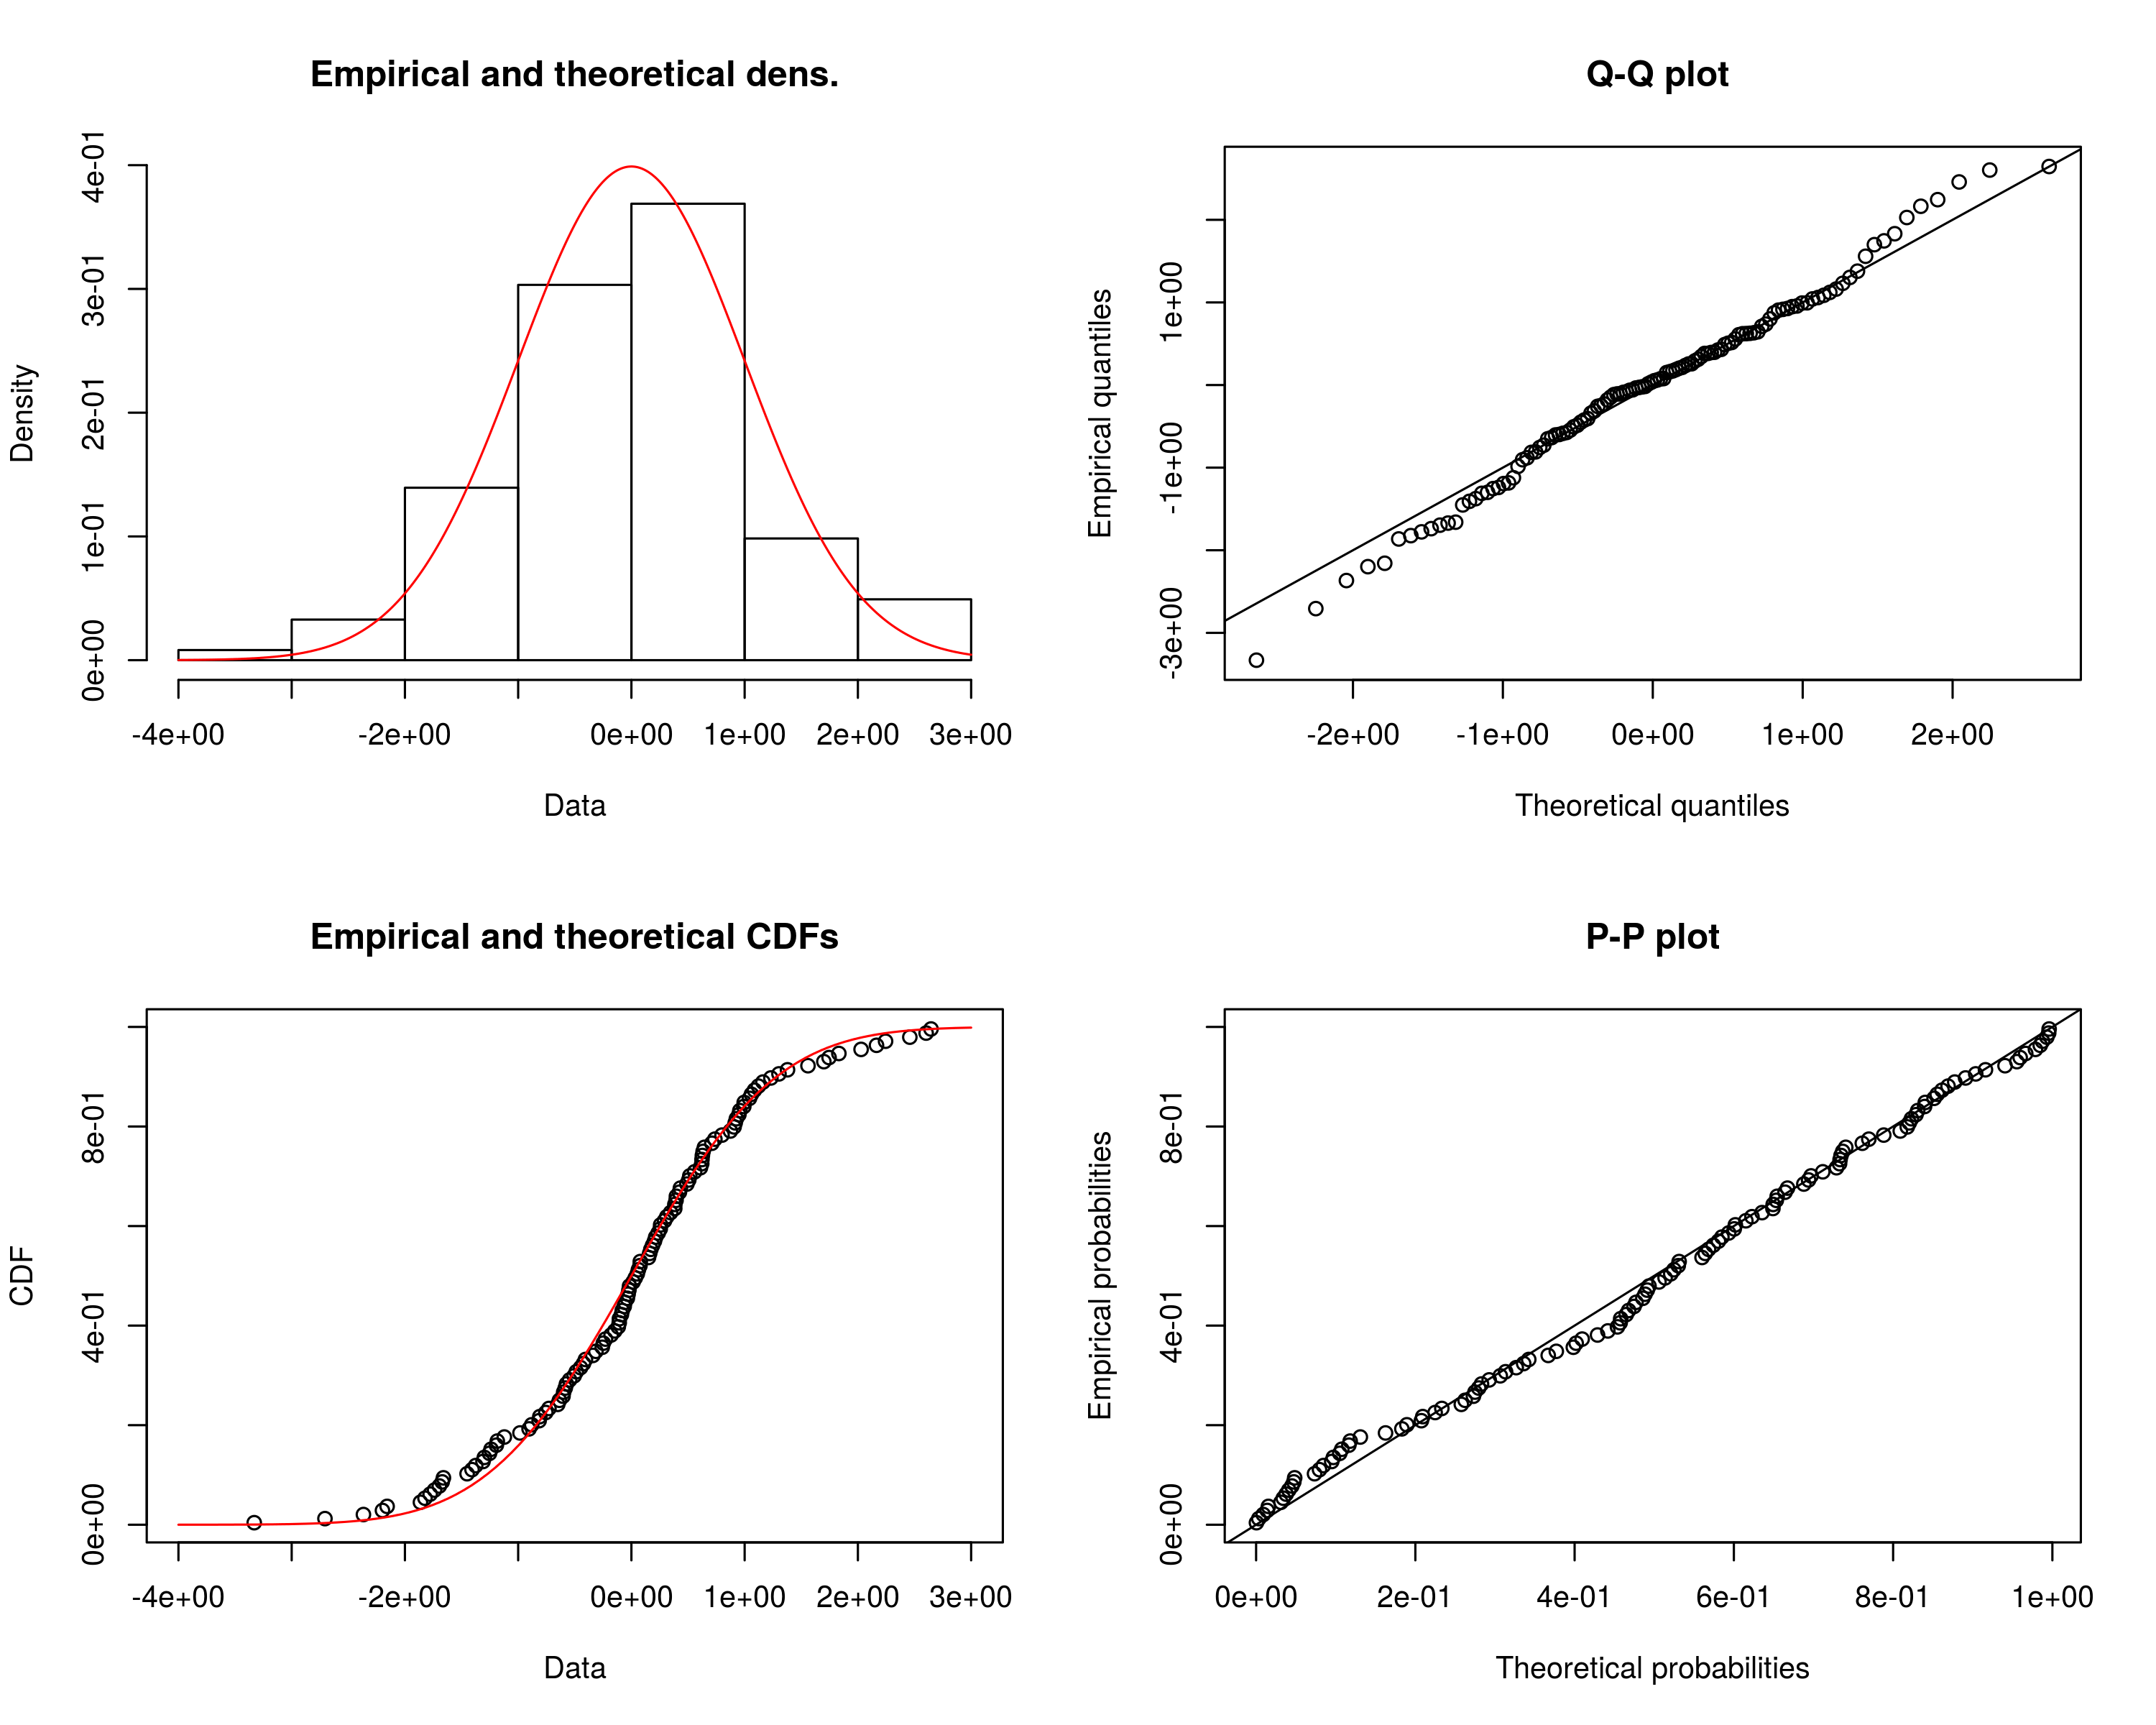 Empirical and theoretical dens.
Density
0e+00 1e-01 2e-01 3e-01 4e-01
-4e+00 -2e+00 0e+00 1e+00 2e+00 3e+00
Data
Q-Q plot
Empirical quantiles
-3e+00 -1e+00 1e+00
-2e+00 -1e+00 0e+00 1e+00 2e+00
Theoretical quantiles
Empirical and theoretical CDFs
CDF
0e+00 4e-01 8e-01
-4e+00 -2e+00 0e+00 1e+00 2e+00 3e+00
Data
P-P plot
Empirical probabilities
0e+00 4e-01 8e-01
0e+00 2e-01 4e-01 6e-01 8e-01 1e+00
Theoretical probabilities